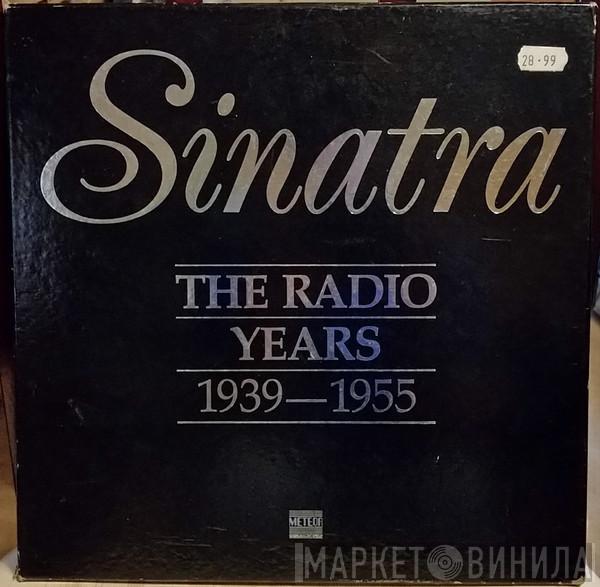 28·99
Sinatra
THE RADIO
YEARS
1939—1955
METEOR
МАРКЕТ ВИНИЛА